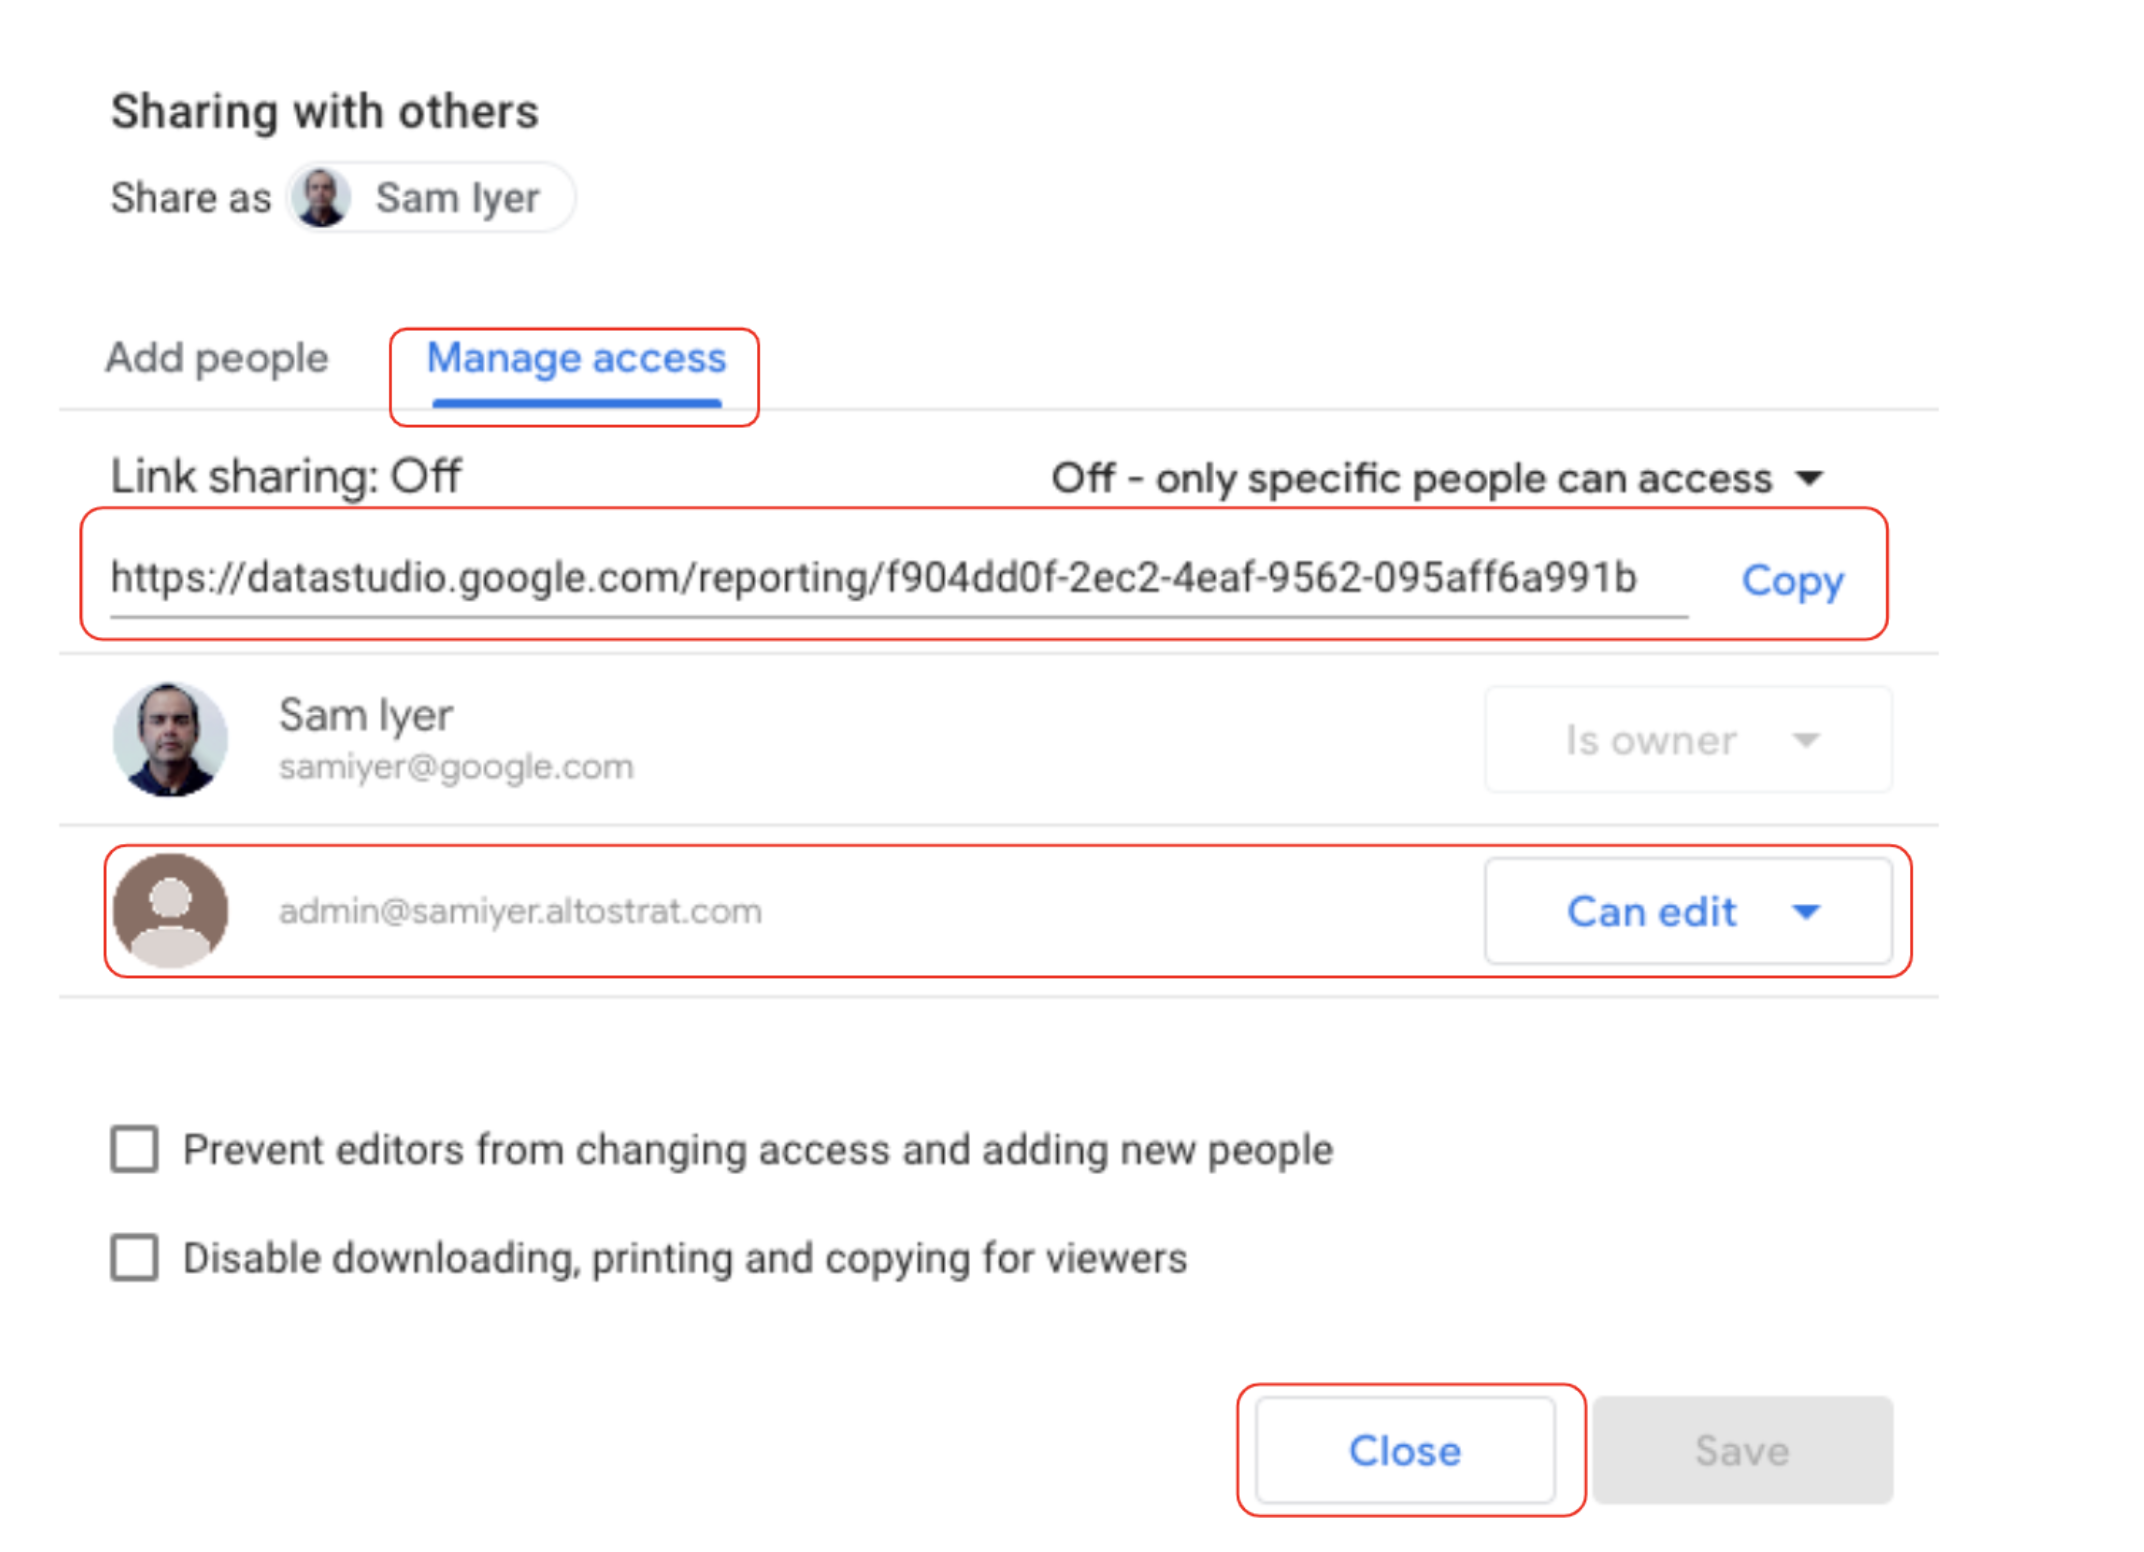 Sharing with others
Share as Sam Iyer
Add people Manage access
Link sharing: Off Off - only specific people can access
https://datastudio.google.com/reporting/f904dd0f-2ec2-4eaf-9562-095aff6a991b Copy
Sam Iyer
samiyer@google.com
Is owner
admin@samiyer.altostrat.com Can edit
Prevent editors from changing access and adding new people
Disable downloading, printing and copying for viewers
Close Save